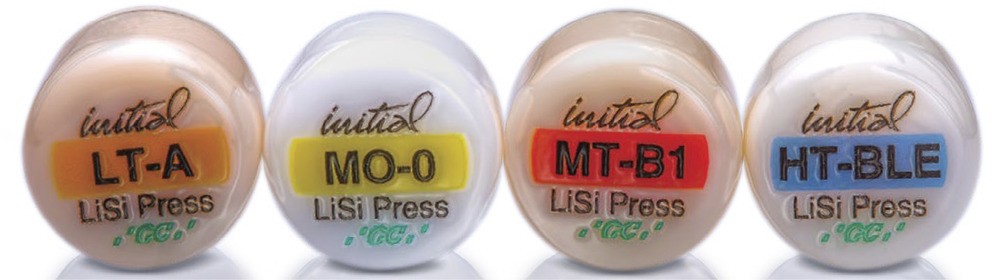 initial
LT-A
LiSi Press
GC
initial
MO-0
LiSi Press
GC
initial
MT-B1
LiSi Press
GC
initial
HT-BLE
LiSi Press
GC